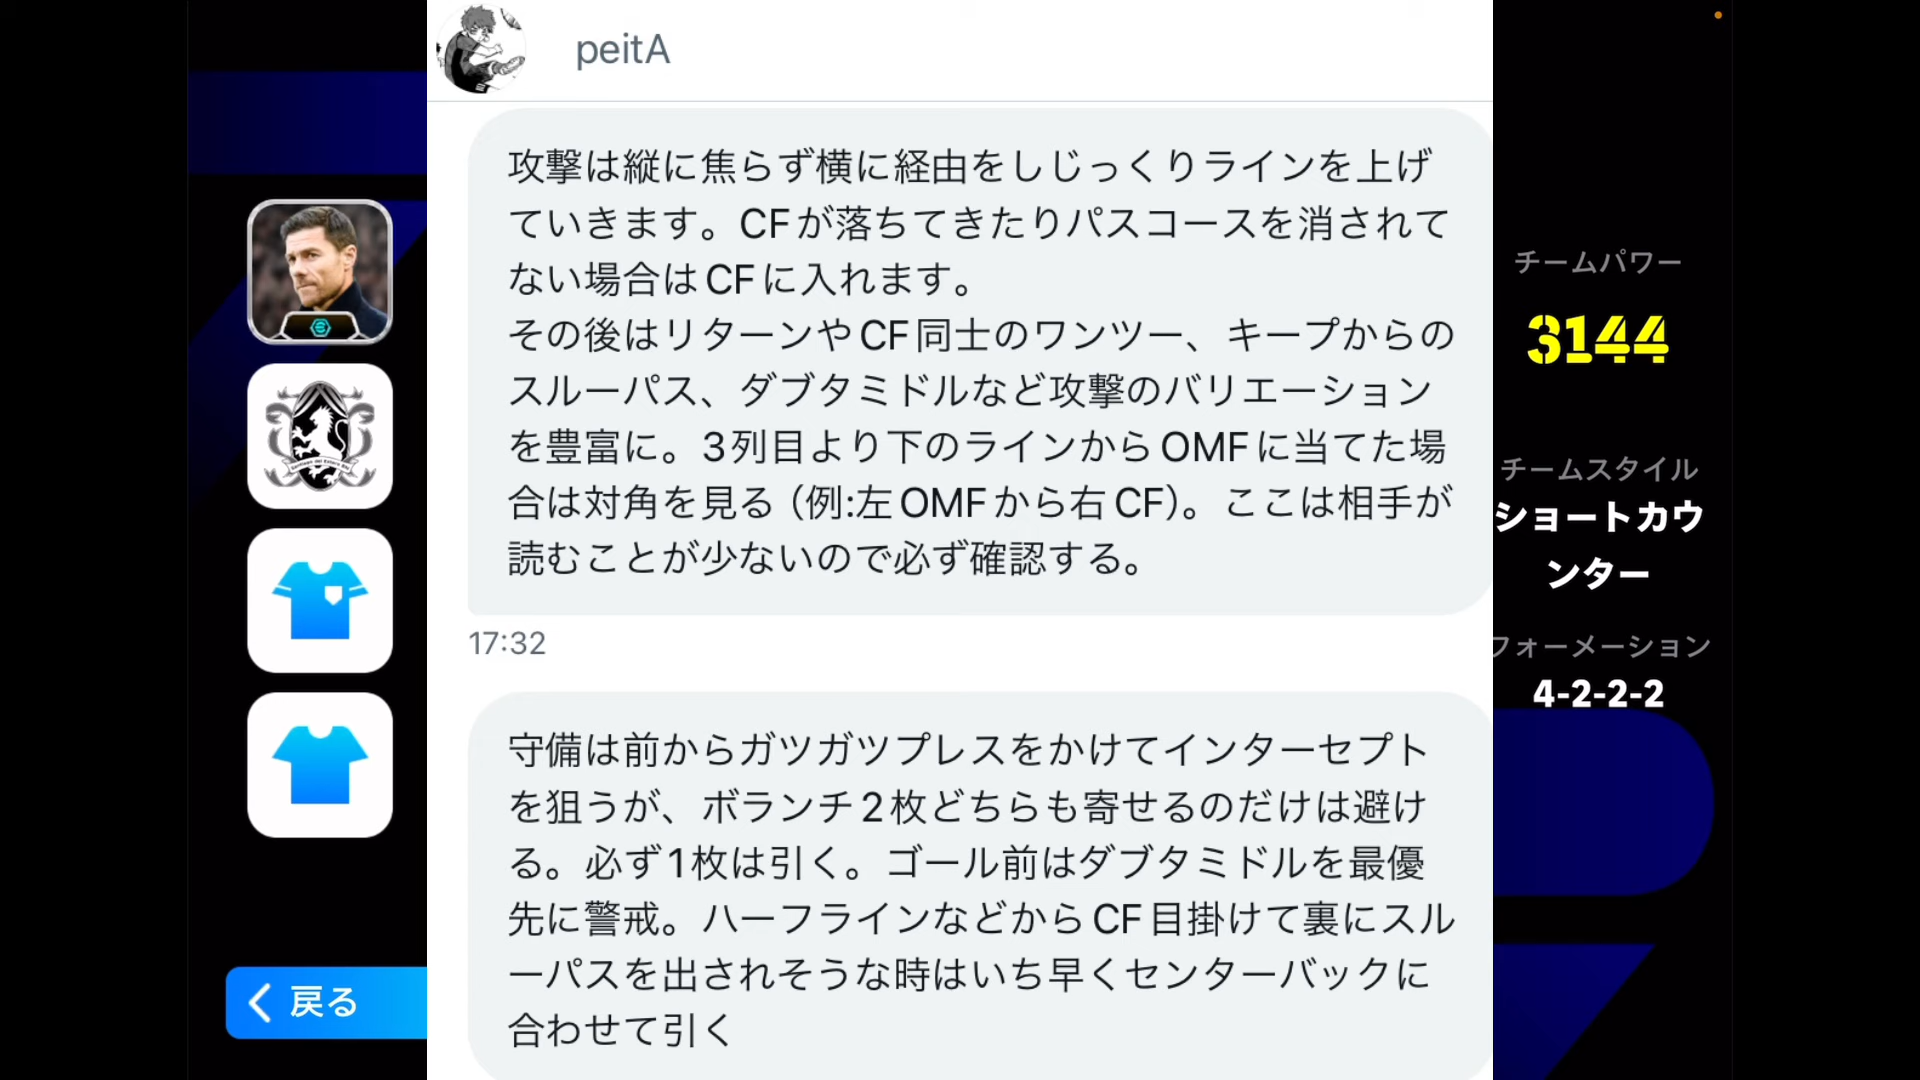 peitA
攻撃は縦に焦らず横に経由をしじっくりラインを上げ
ていきます。CFが落ちてきたりパスコースを消されて
ない場合はCFに入れます。
その後はリターンやCF同士のワンツー、キープからの
スルーパス、ダブタミドルなど攻撃のバリエーション
を豊富に。3列目より下のラインからOMFに当てた場
合は対角を見る（例:左OMFから右CF）。ここは相手が
読むことが少ないので必ず確認する。
17:32
守備は前からガツガツプレスをかけてインターセプト
を狙うが、ボランチ2枚どちらも寄せるのだけは避け
る。必ず1枚は引く。ゴール前はダブタミドルを最優
先に警戒。ハーフラインなどからCF目掛けて裏にスル
ーパスを出されそうな時はいち早くセンターバックに
合わせて引く
戻る
チームパワー
3144
チームスタイル
ショートカウ
ンター
フォーメーション
4-2-2-2